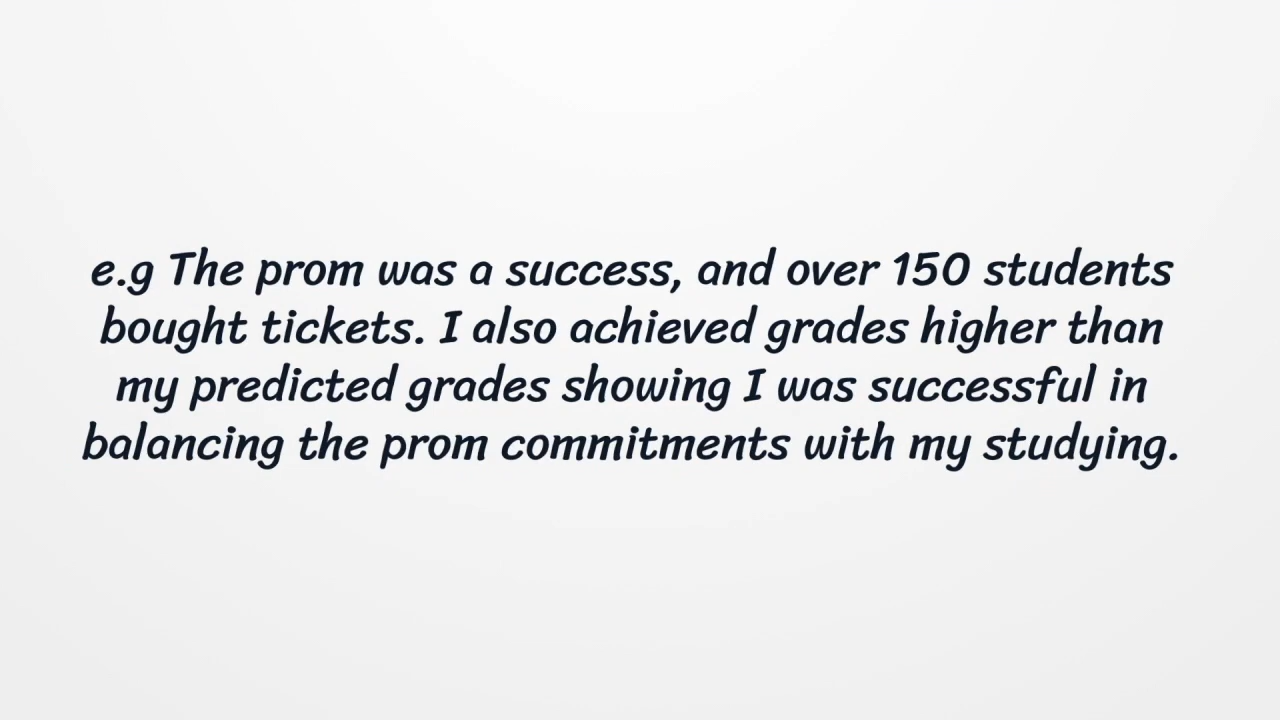 e.g The prom was a success, and over 150 students
bought tickets. I also achieved grades higher than
my predicted grades showing I was successful in
balancing the prom commitments with my studying.